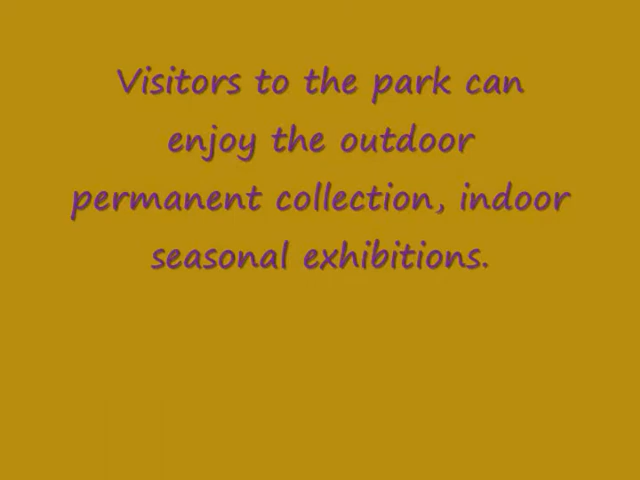 Visitors to the park can
enjoy the outdoor
permanent collection, indoor
seasonal exhibitions.